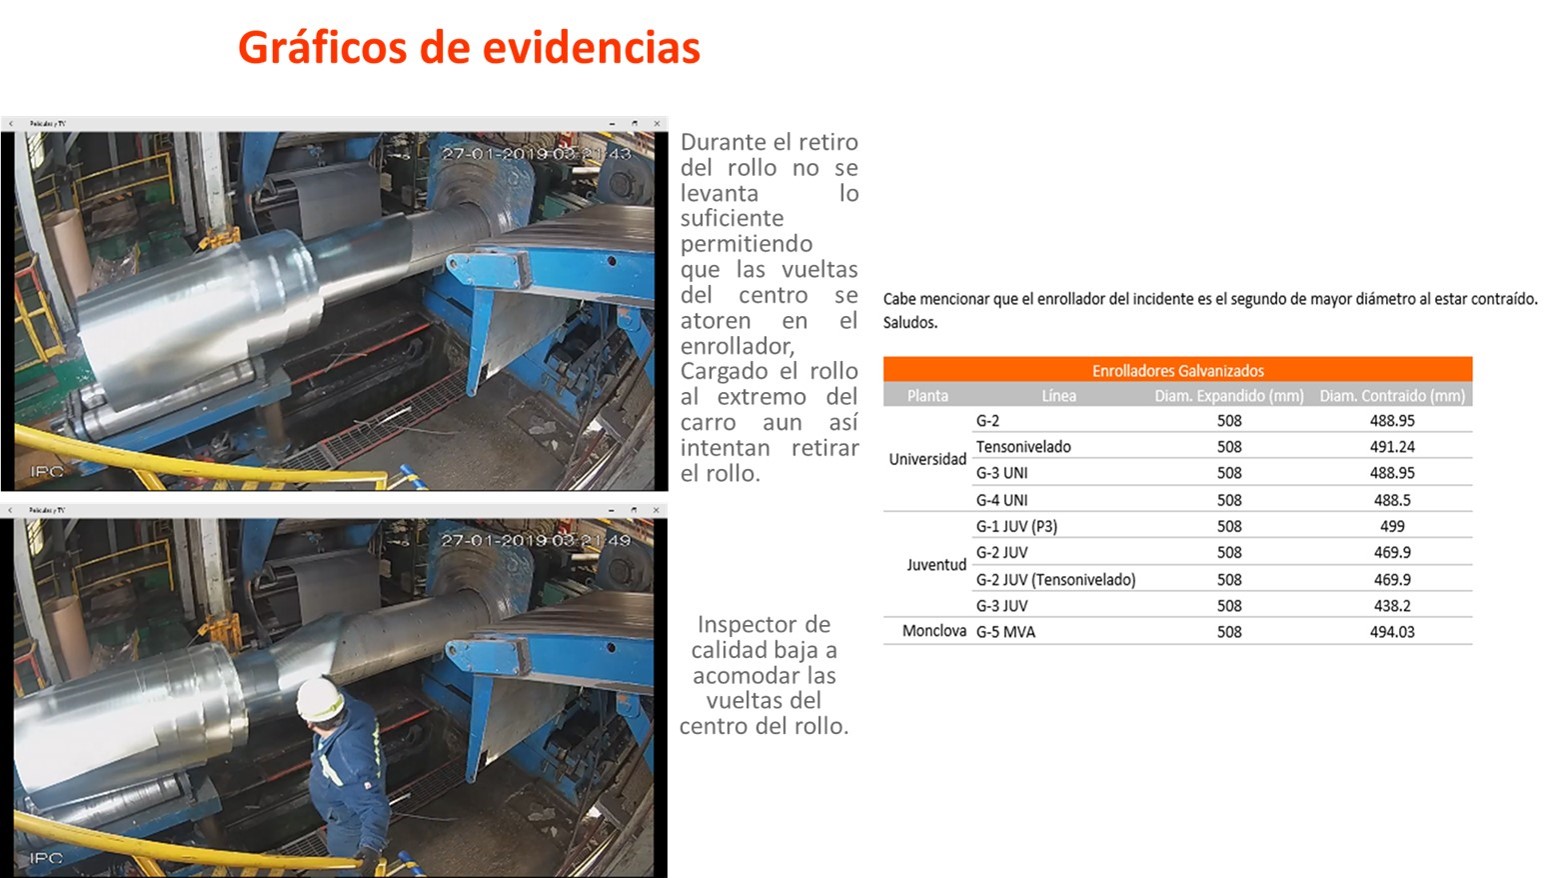 Gráficos de evidencias
Películas y TV
27-01-2019 03:21:43
IPC
Durante el retiro
del rollo no se
levanta lo
suficiente
permitiendo
que las vueltas
del centro se
atoren en el
enrollador,
Cargado el rollo
al extremo del
carro aun así
intentan retirar
el rollo.
Películas y TV
27-01-2019 03:21:49
IPC
Inspector de
calidad baja a
acomodar las
vueltas del
centro del rollo.
Cabe mencionar que el enrollador del incidente es el segundo de mayor diámetro al estar contraído.
Saludos.
Enrolladores Galvanizados
Planta Línea Diam. Expandido (mm) Diam. Contraido (mm)
G-2 508 488.95
Universidad Tensonivelado 508 491.24
G-3 UNI 508 488.95
G-4 UNI 508 488.5
G-1 JUV (P3) 508 499
Juventud G-2 JUV 508 469.9
G-2 JUV (Tensonivelado) 508 469.9
G-3 JUV 508 438.2
Monclova G-5 MVA 508 494.03